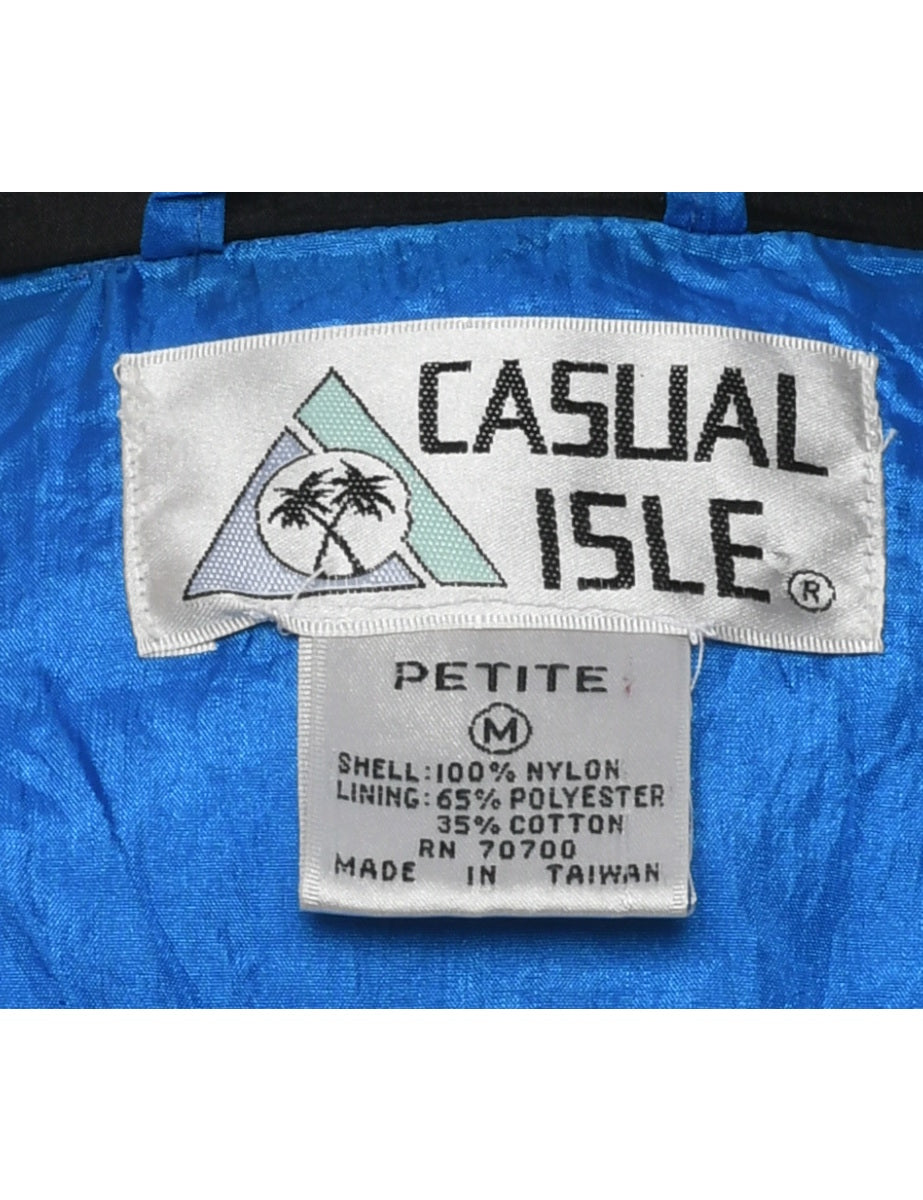 CASUAL
ISLE ®
PETITE
M
SHELL: 100% NYLON
LINING: 65% POLYESTER
35% COTTON
RN 70700
MADE IN TAIWAN